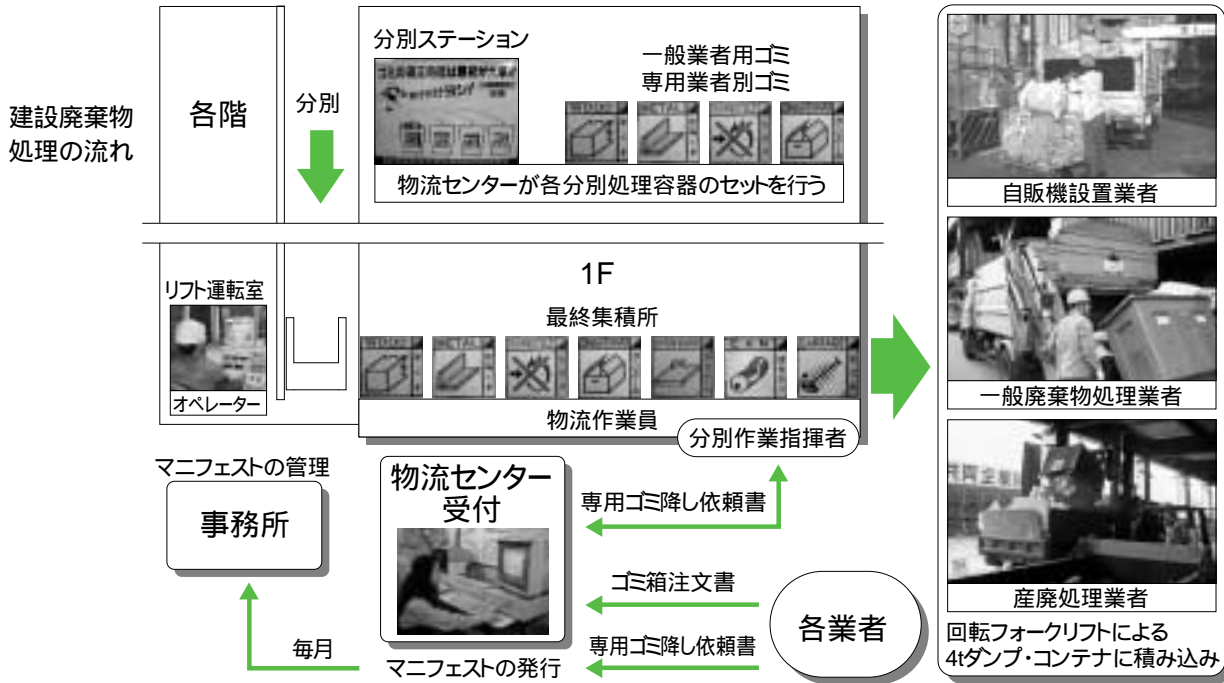 建設廃棄物
処理の流れ
各階
分別
分別ステーション
一般業者用ゴミ
専用業者別ゴミ
物流センターが各分別処理容器のセットを行う
リフト運転室
オペレーター
1F
最終集積所
METAL
CAN
物流作業員
分別作業指揮者
自販機設置業者
一般廃棄物処理業者
産廃処理業者
回転フォークリフトによる
4tダンプ・コンテナに積み込み
マニフェストの管理
事務所
毎月
物流センター
受付
マニフェストの発行
専用ゴミ降し依頼書
ゴミ箱注文書
専用ゴミ降し依頼書
各業者